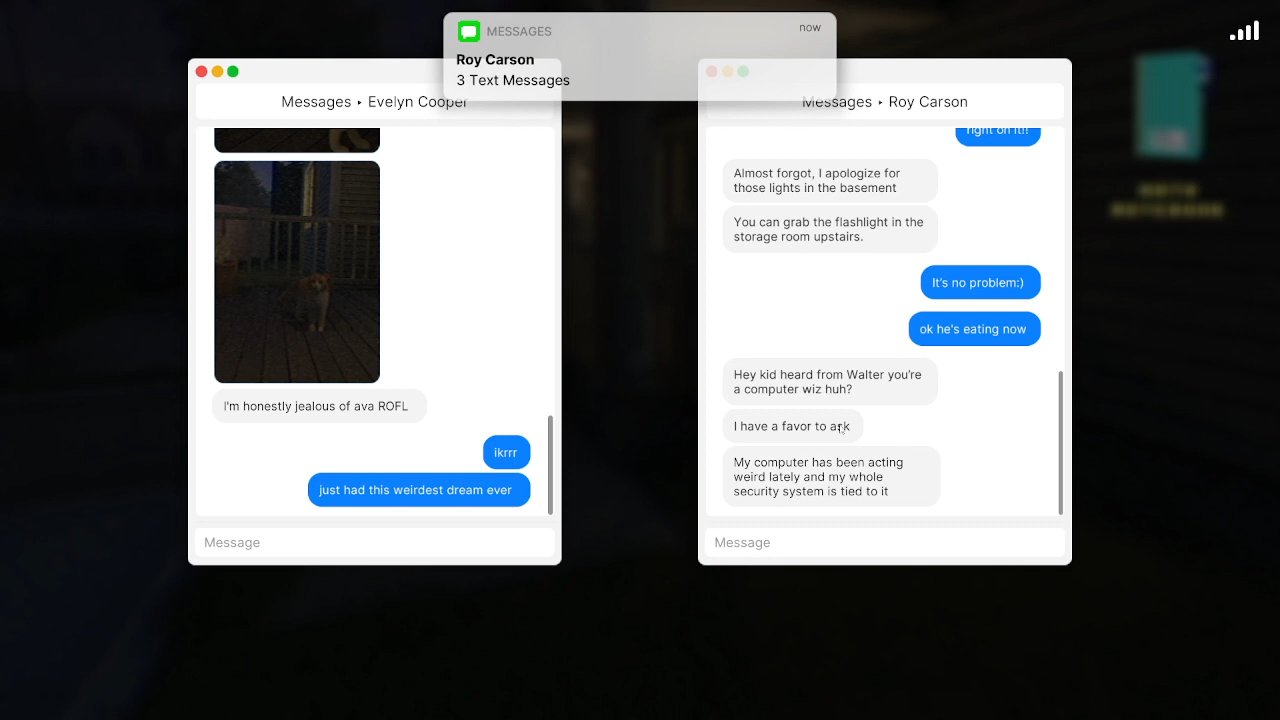 MESSAGES
now
Roy Carson
3 Text Messages
Messages ▸ Evelyn Cooper
I'm honestly jealous of ava ROFL
ikrrr
just had this weirdest dream ever
Message
Messages ▸ Roy Carson
right on it!!
Almost forgot, I apologize for
those lights in the basement
You can grab the flashlight in the
storage room upstairs.
It's no problem:)
ok he's eating now
Hey kid heard from Walter you're
a computer wiz huh?
I have a favor to ask
My computer has been acting
weird lately and my whole
security system is tied to it
Message